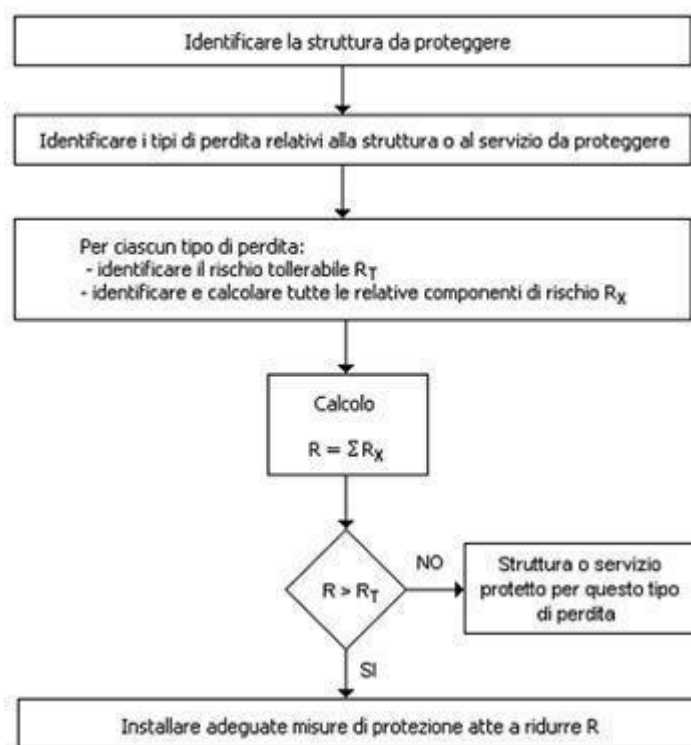 Identificare la struttura da proteggere
Identificare i tipi di perdita relativi alla struttura o al servizio da proteggere
Per ciascun tipo di perdita:
- identificare il rischio tollerabile RT
- identificare e calcolare tutte le relative componenti di rischio RX
Calcolo
R = ΣRX
R > RT
NO
Struttura o servizio
protetto per questo tipo
di perdita
SI
Installare adeguate misure di protezione atte a ridurre R